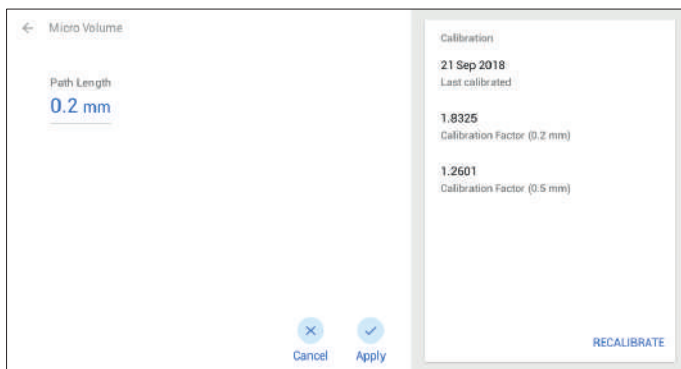 Micro Volume
Path Length
0.2 mm
Cancel
Apply
Calibration
21 Sep 2018
Last calibrated
1.8325
Calibration Factor (0.2 mm)
1.2601
Calibration Factor (0.5 mm)
RECALIBRATE